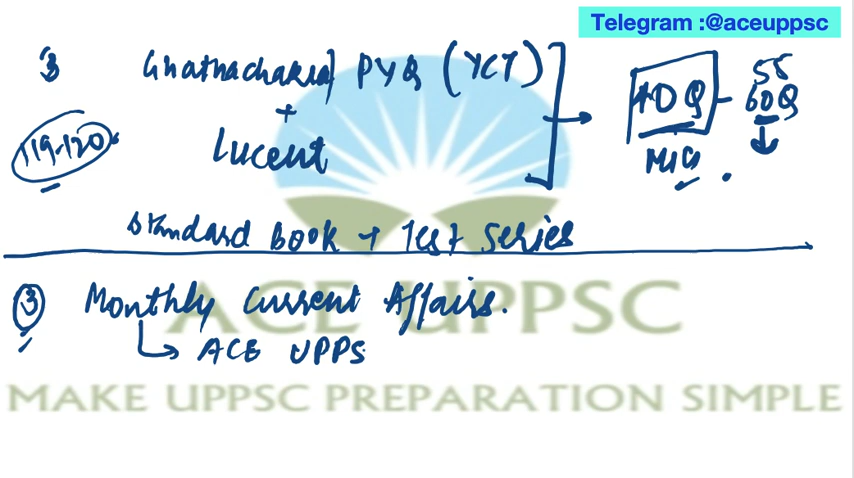 Telegram :@aceuppsc
3 Ghatnachakra PYQ (YCT)
+
Lucent
119-120
40Q - 60Q
55
Standard Book + Test Series
3 Monthly Current Affairs.
ACE UPPS
ACE UPPSC
MAKE UPPSC PREPARATION SIMPLE